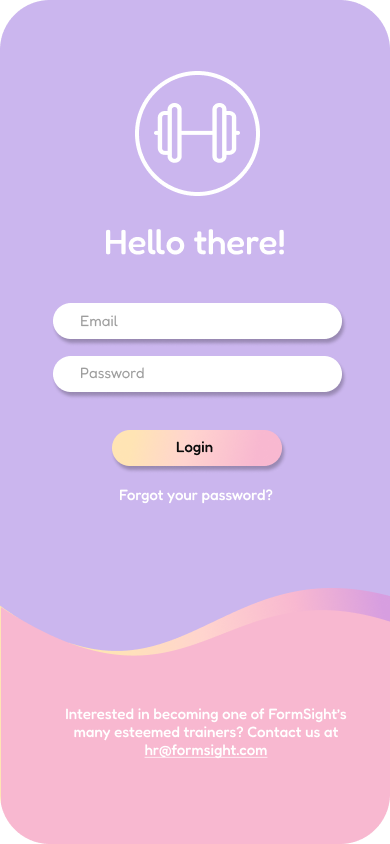 Hello there!
Email
Password
Login
Forgot your password?
Interested in becoming one of FormSight's
many esteemed trainers? Contact us at
hr@formsight.com